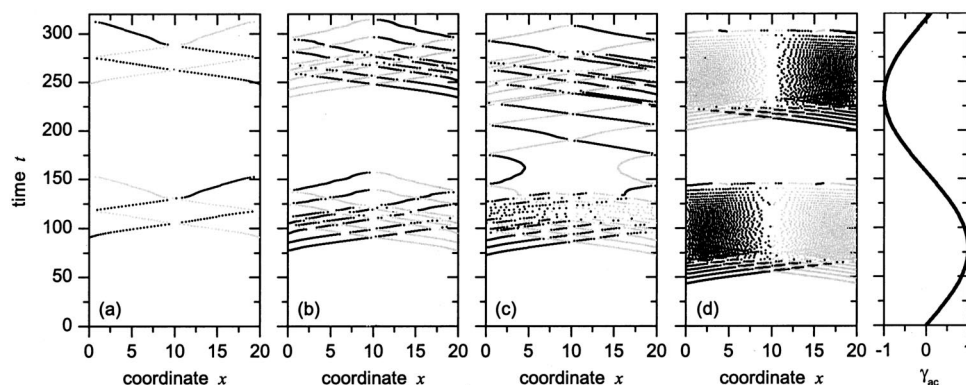 300
250
200
150
100
50
0
time t
(a)
(b)
(c)
(d)
0 5 10 15 20
0 5 10 15 20
0 5 10 15 20
0 5 10 15 20
-1 0 1
coordinate x
coordinate x
coordinate x
coordinate x
γac